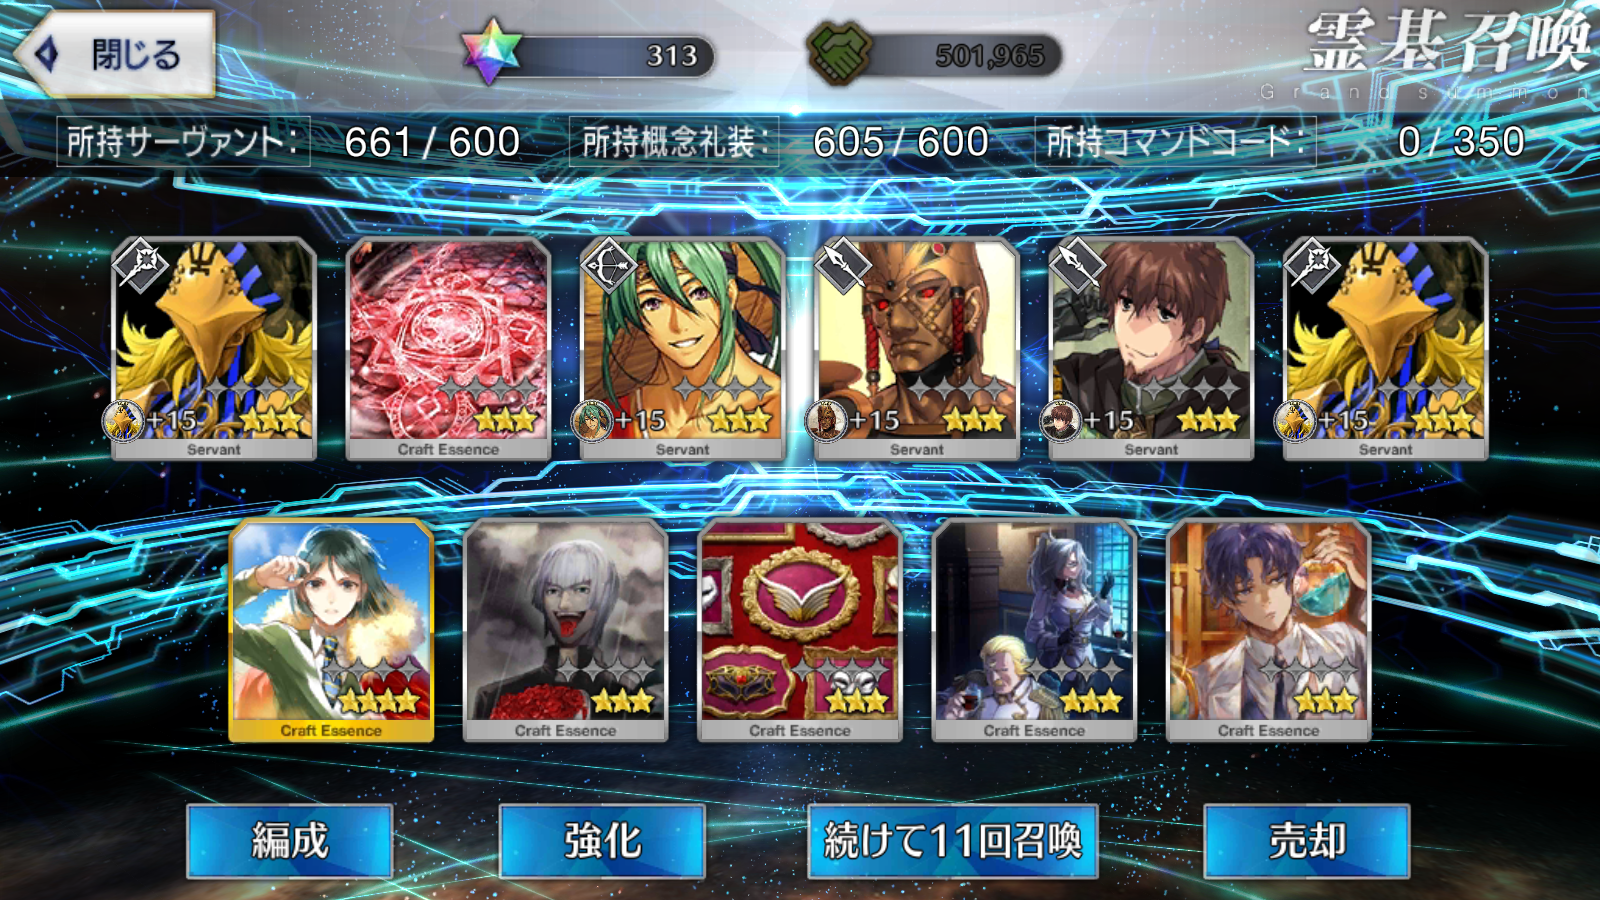 閉じる
313
501,965
霊基召喚
Grand summon
所持サーヴァント： 661 / 600
所持概念礼装： 605 / 600
所持コマンドコード： 0 / 350
+15
+15
+15
+15
+15
Servant
Craft Essence
Servant
Servant
Servant
Servant
Craft Essence
Craft Essence
Craft Essence
Craft Essence
Craft Essence
編成
強化
続けて11回召喚
売却